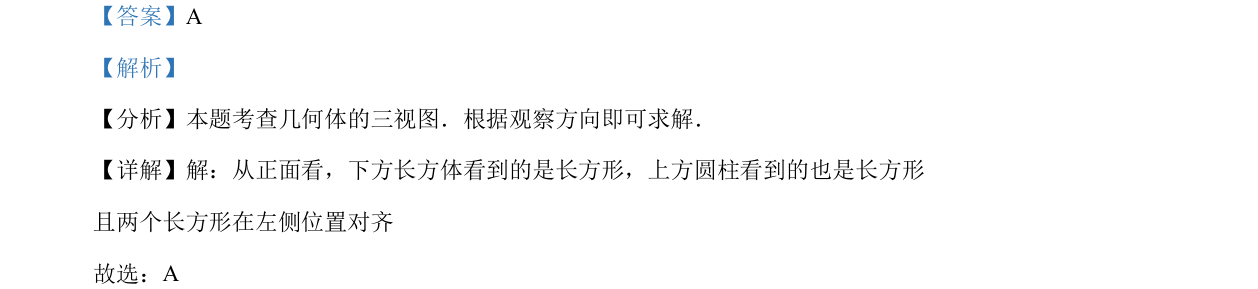 【答案】A
【解析】
【分析】本题考查几何体的三视图．根据观察方向即可求解．
【详解】解：从正面看，下方长方体看到的是长方形，上方圆柱看到的也是长方形
且两个长方形在左侧位置对齐
故选：A